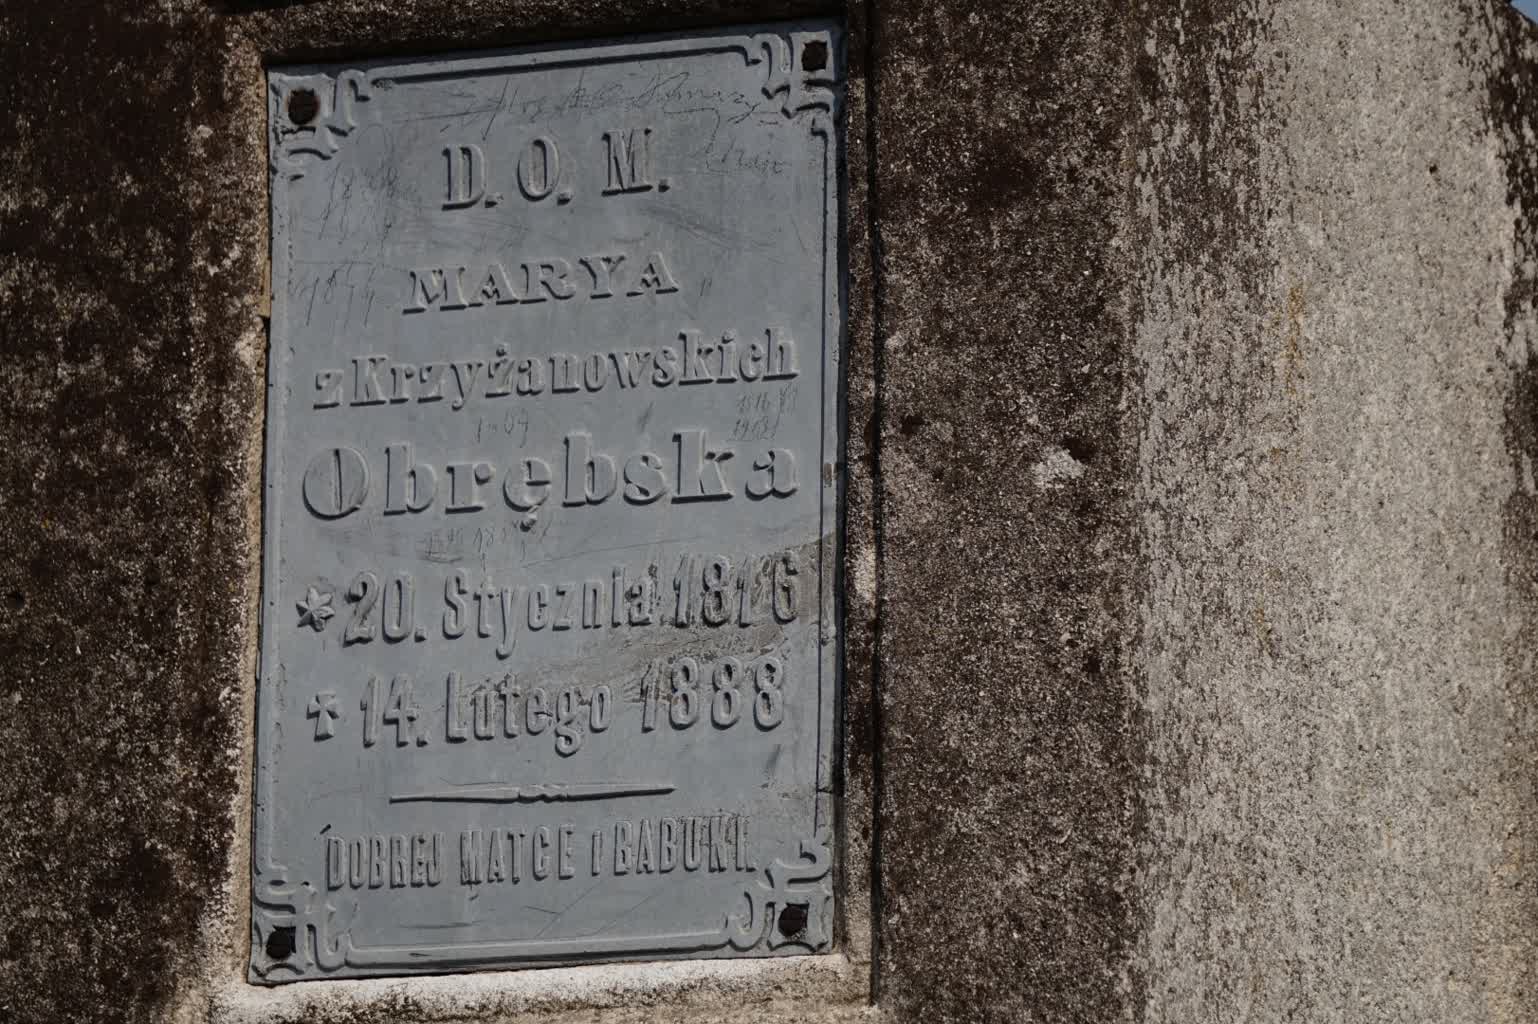 D. O. M.
MARYA
z Krzyżanowskich
Obrębska
* 20. Stycznia 1816
✝ 14. Lutego 1888
DOBREJ MATCE I BABUNI.